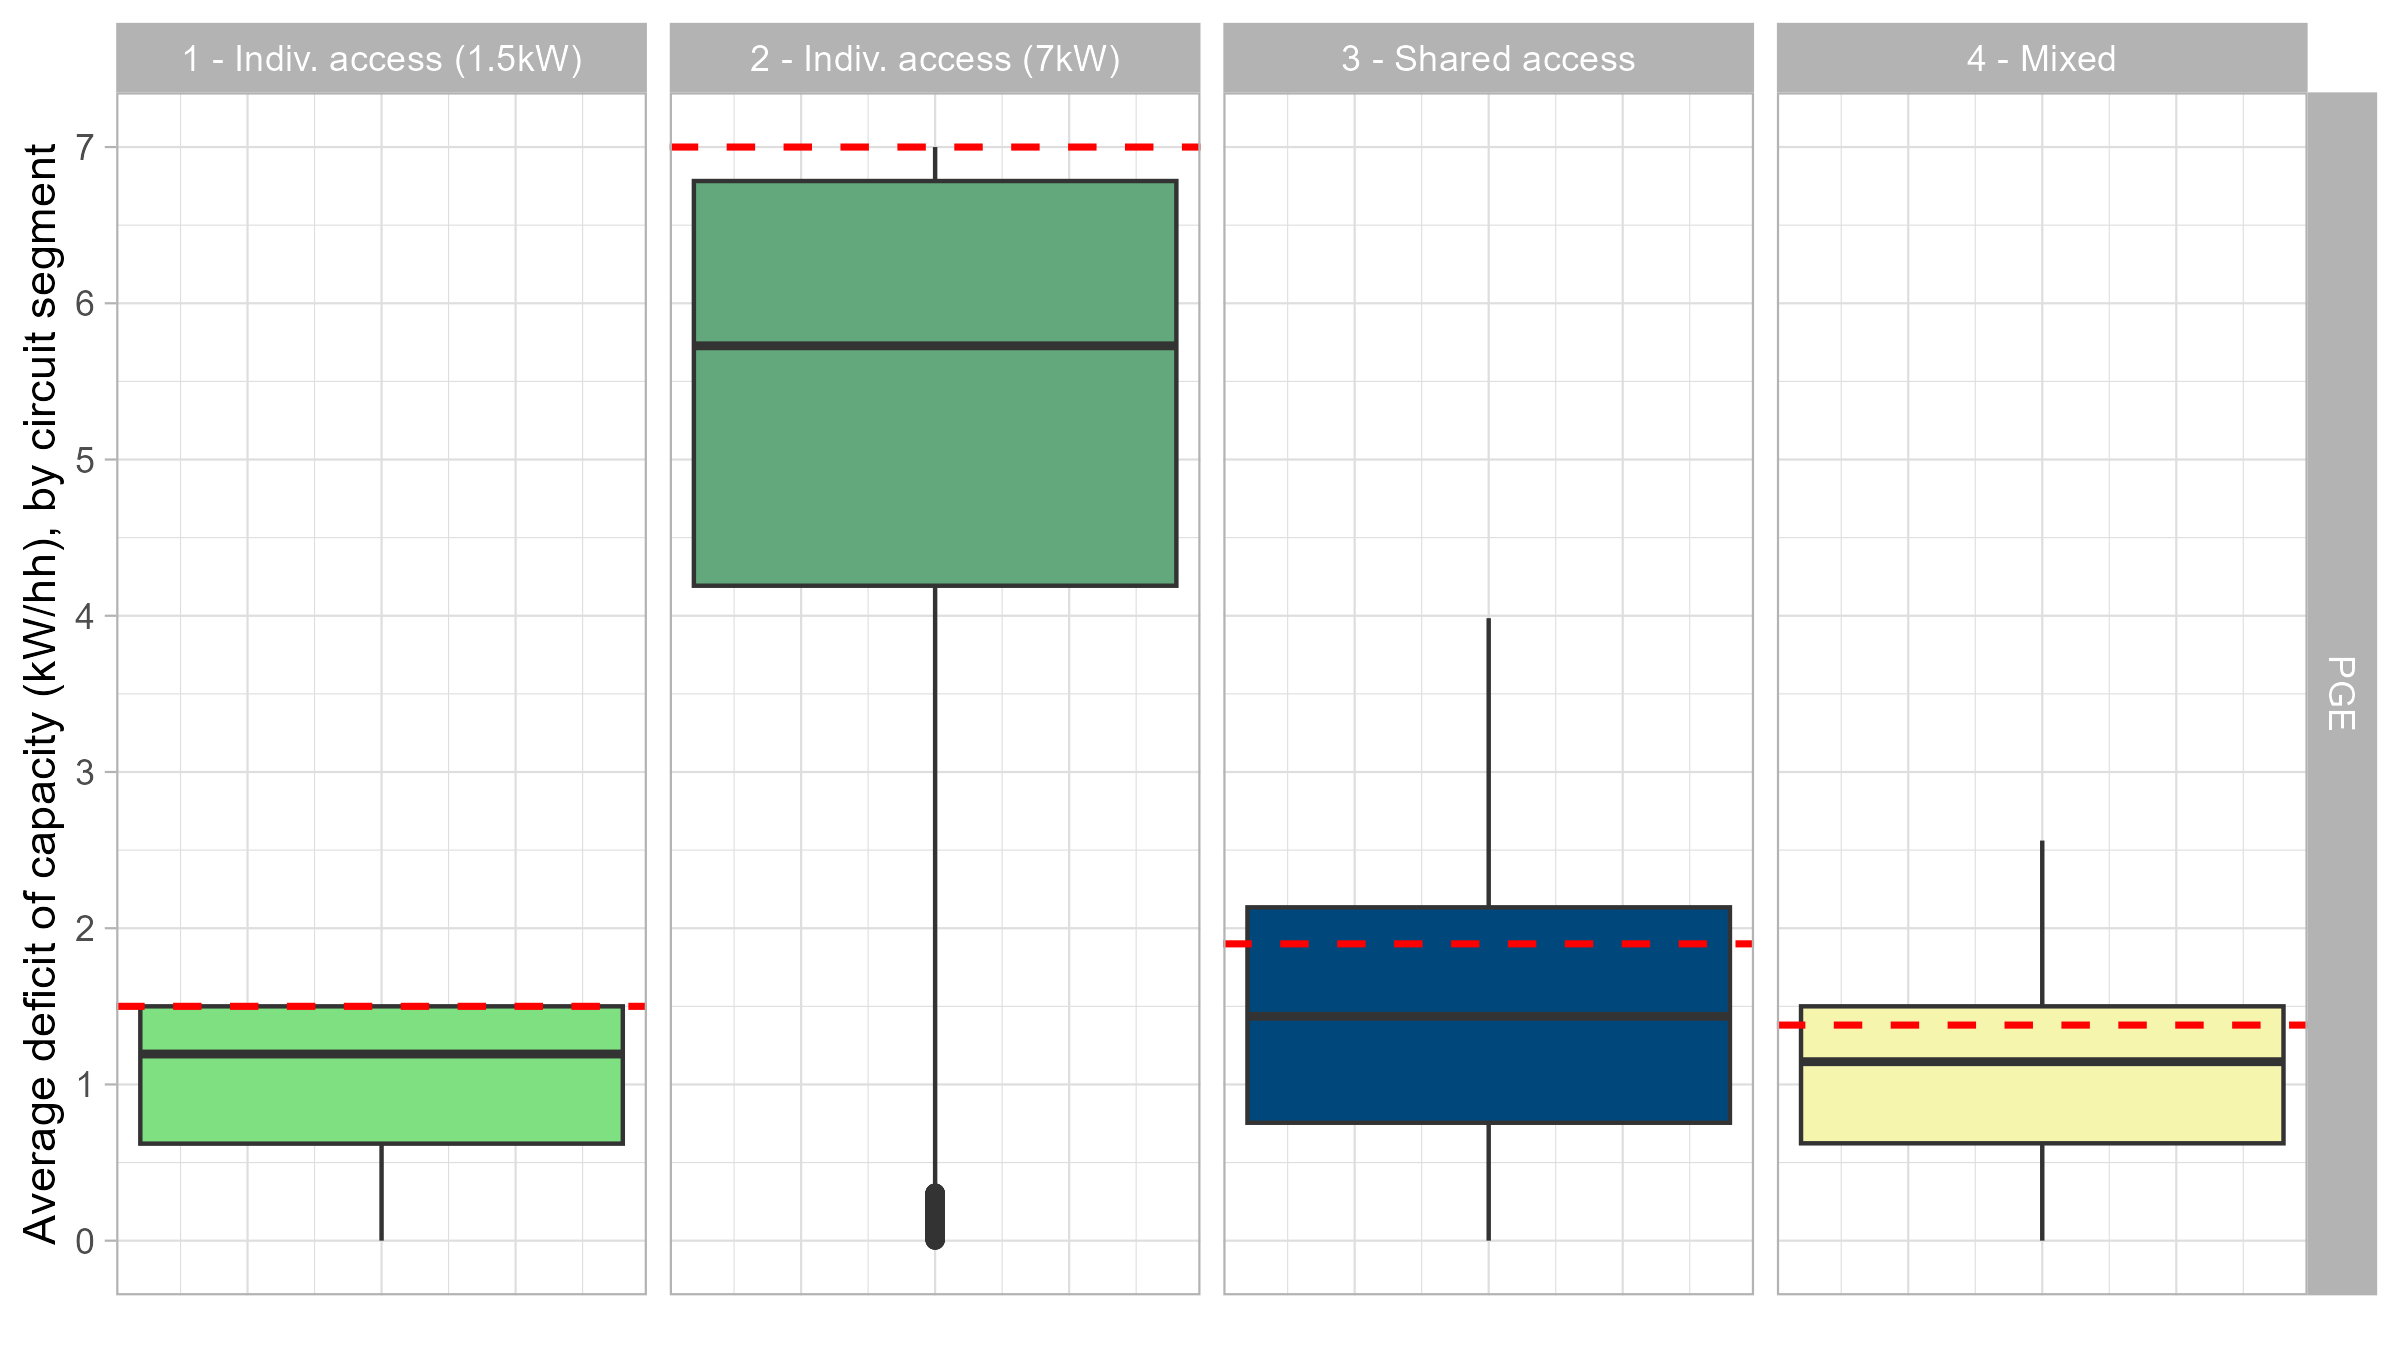 1 - Indiv. access (1.5kW)
2 - Indiv. access (7kW)
3 - Shared access
4 - Mixed
Average deficit of capacity (kW/hh), by circuit segment
7
6
5
4
3
2
1
0
PGE